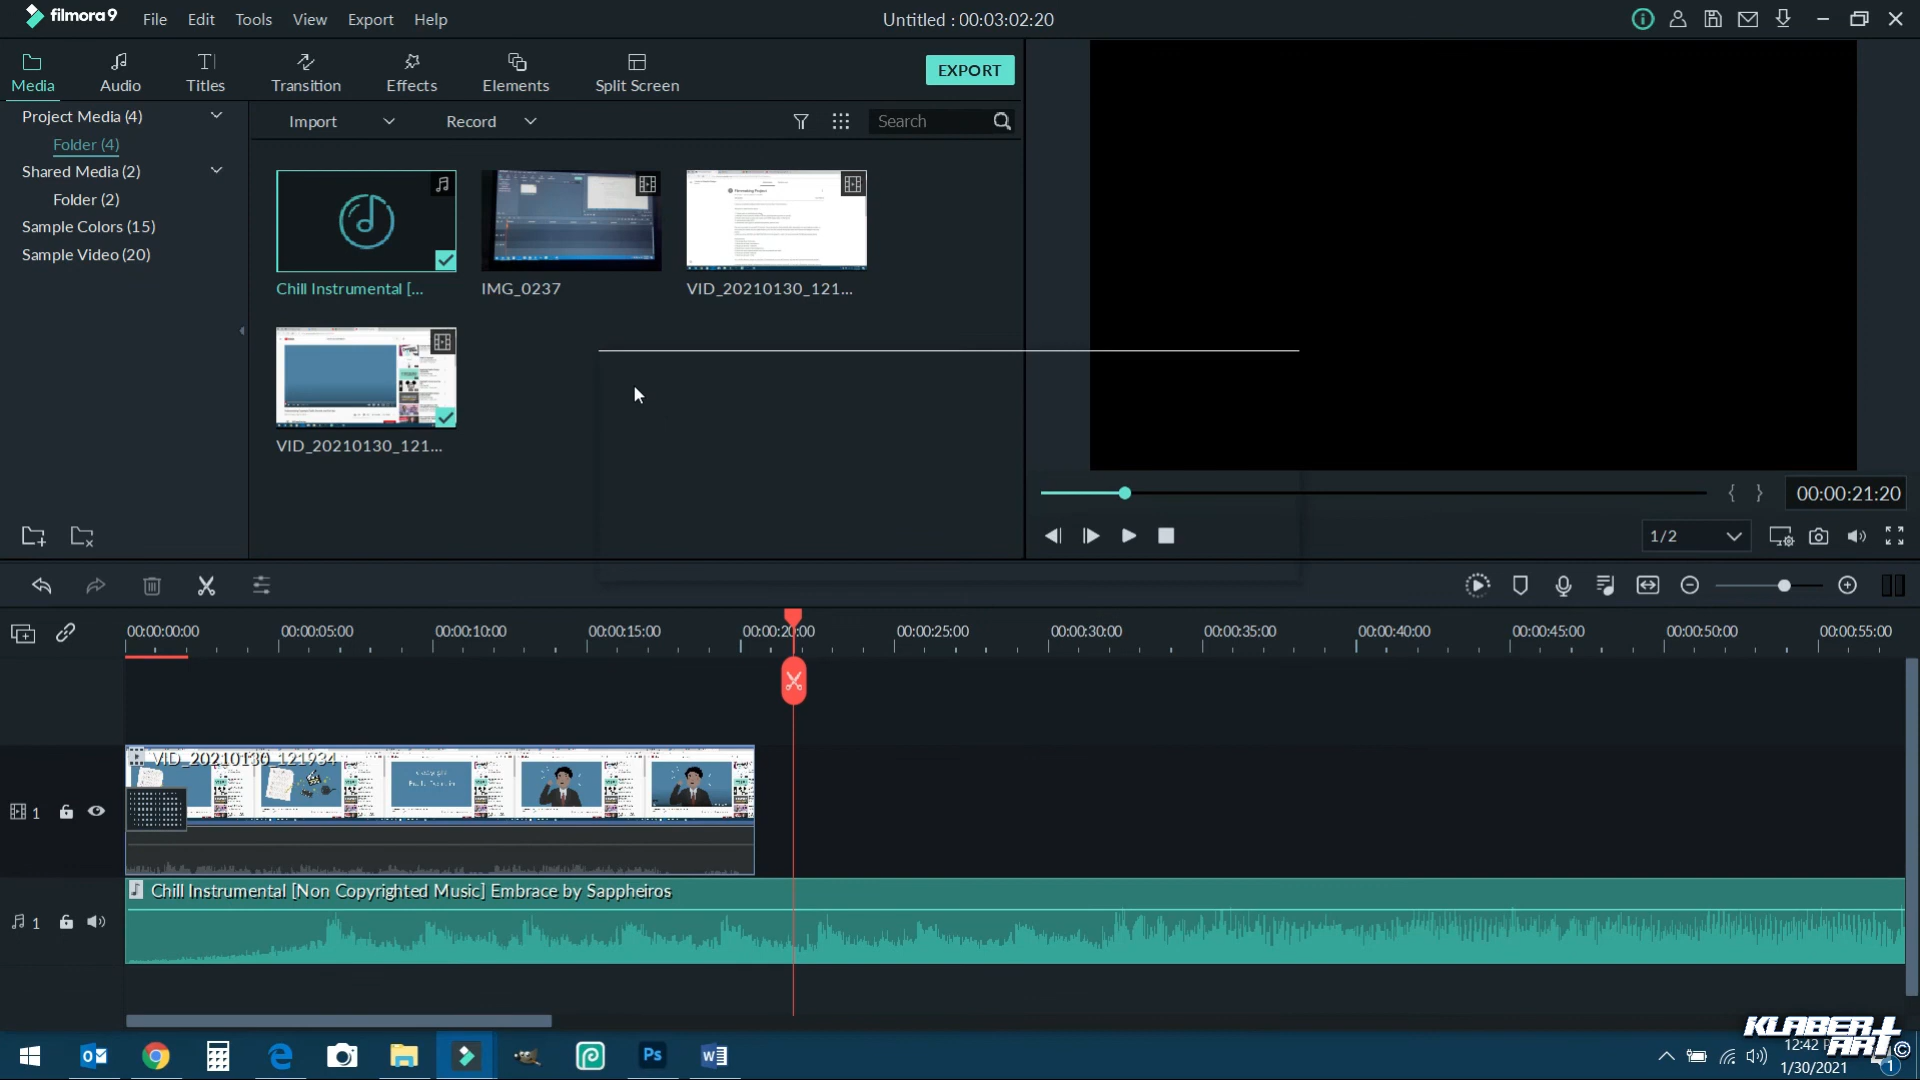 filmora9
File Edit Tools View Export Help
Untitled : 00:03:02:20
Media Audio Titles Transition Effects Elements Split Screen
EXPORT
Project Media (4)
Folder (4)
Shared Media (2)
Folder (2)
Sample Colors (15)
Sample Video (20)
Import Record Search
Chill Instrumental [... IMG_0237 VID_20210130_121...
VID_20210130_121...
00:00:21:20
1/2
00:00:00:00 00:00:05:00 00:00:10:00 00:00:15:00 00:00:20:00 00:00:25:00 00:00:30:00 00:00:35:00 00:00:40:00 00:00:45:00 00:00:50:00 00:00:55:00
VID_20210130_121934
1
Chill Instrumental [Non Copyrighted Music] Embrace by Sappheiros
1
KLABER ART ©
12:42
1/30/2021
1
Ps